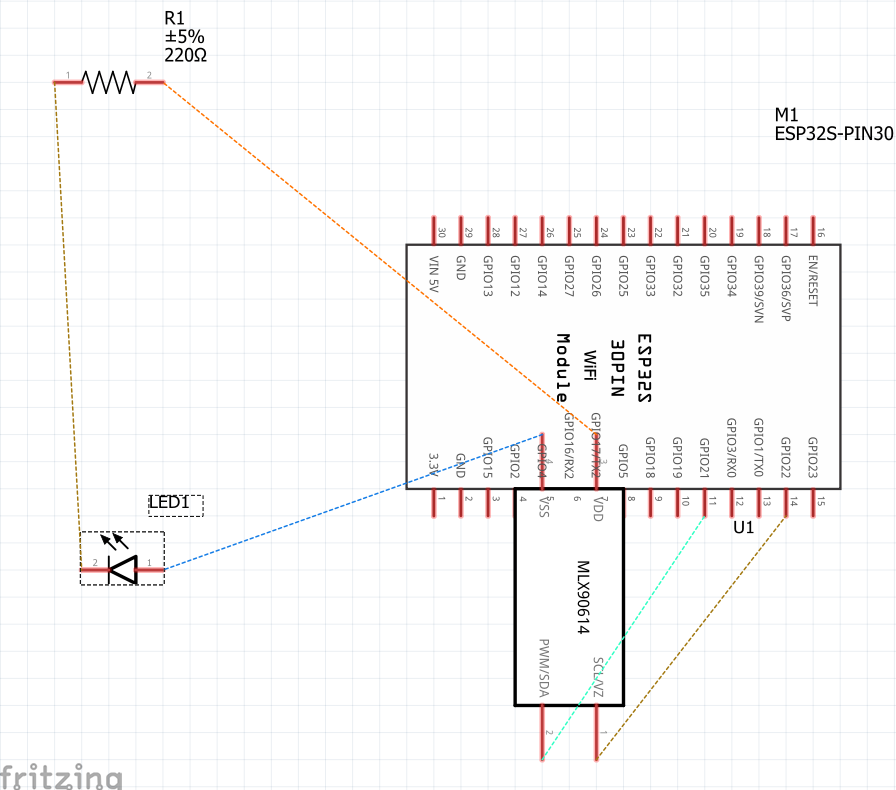 R1
±5%
220Ω
1
2
M1
ESP32S-PIN30
30
29
28
27
26
25
24
23
22
21
20
19
18
17
16
VIN 5V
GND
GPIO13
GPIO12
GPIO14
GPIO27
GPIO26
GPIO25
GPIO33
GPIO32
GPIO35
GPIO34
GPIO39/SVN
GPIO36/SVP
EN/RESET
ESP32S
30PIN
WiFi
Module
3.3V
GND
GPIO15
GPIO2
GPIO4
GPIO16/RX2
GPIO17/TX2
GPIO5
GPIO18
GPIO19
GPIO21
GPIO3/RX0
GPIO1/TX0
GPIO22
GPIO23
1
2
3
4
5
6
7
8
9
10
11
12
13
14
15
4
3
VSS
VDD
U1
MLX90614
PWM/SDA
SCL/VZ
2
1
LED1
2
1
fritzing